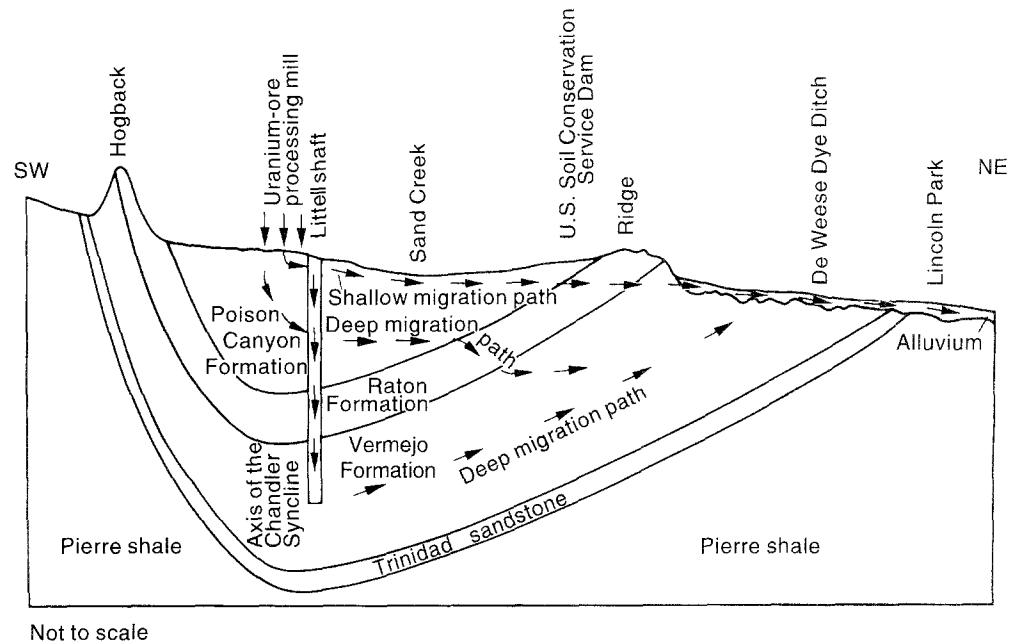 SW
Hogback
Uranium-ore
processing mill
Littell shaft
Sand Creek
U.S. Soil Conservation
Service Dam
Ridge
De Weese Dye Ditch
Lincoln Park
NE
Shallow migration path
Deep migration path
Poison
Canyon
Formation
Raton
Formation
Vermejo
Formation
Deep migration path
Alluvium
Axis of the
Chandler
Syncline
Trinidad sandstone
Pierre shale
Pierre shale
Not to scale